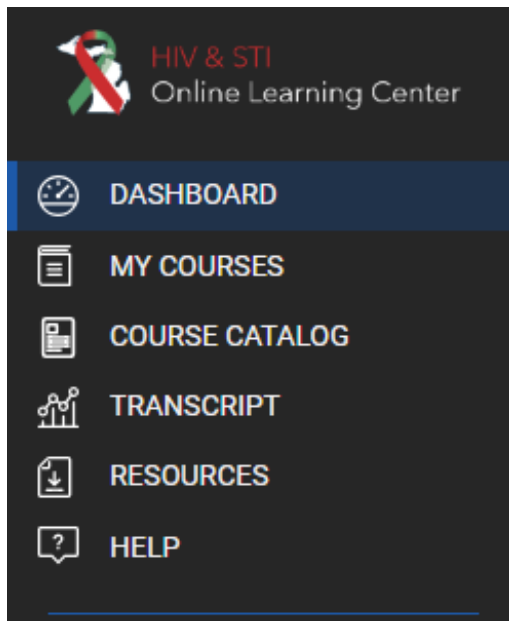 HIV & STI
Online Learning Center
DASHBOARD
MY COURSES
COURSE CATALOG
TRANSCRIPT
RESOURCES
?
HELP